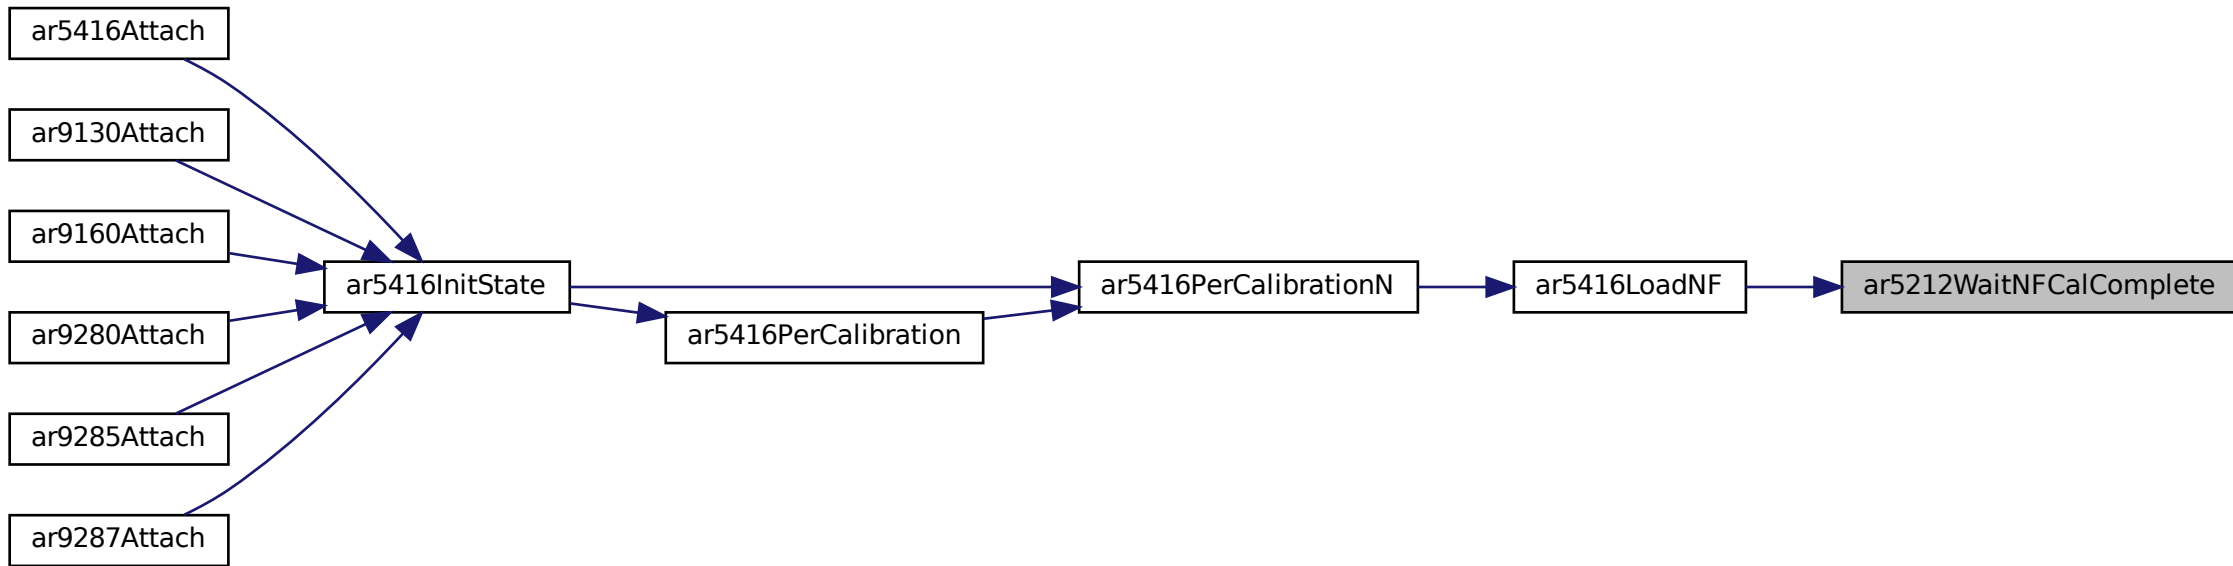 ar5416Attach
ar9130Attach
ar9160Attach
ar9280Attach
ar9285Attach
ar9287Attach
ar5416InitState
ar5416PerCalibration
ar5416PerCalibrationN
ar5416LoadNF
ar5212WaitNFCalComplete